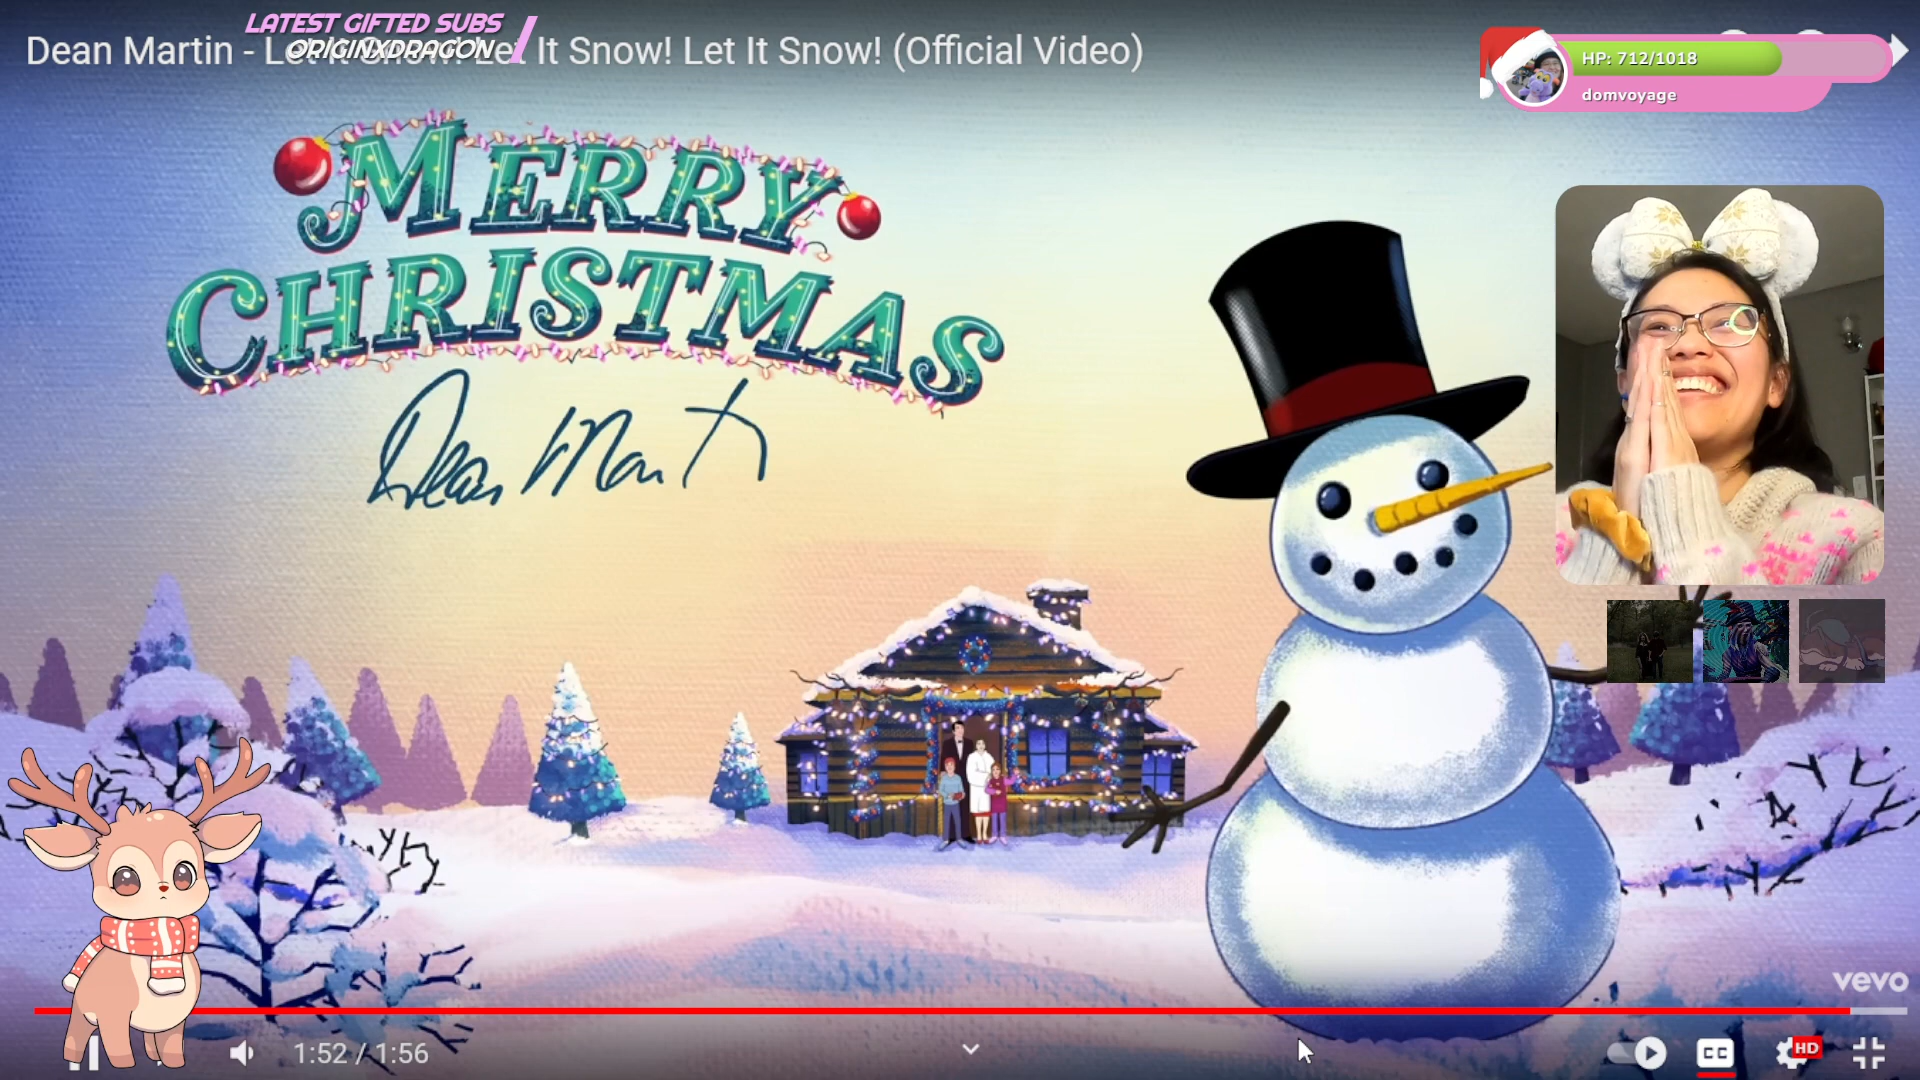 LATEST GIFTED SUBS
ORIGINXDRAGON
Dean Martin - Let It Snow! Let It Snow! Let It Snow! (Official Video)
HP: 712/1018
domvoyage
MERRY
CHRISTMAS
Dean Martin
vevo
1:52 / 1:56
CC
HD